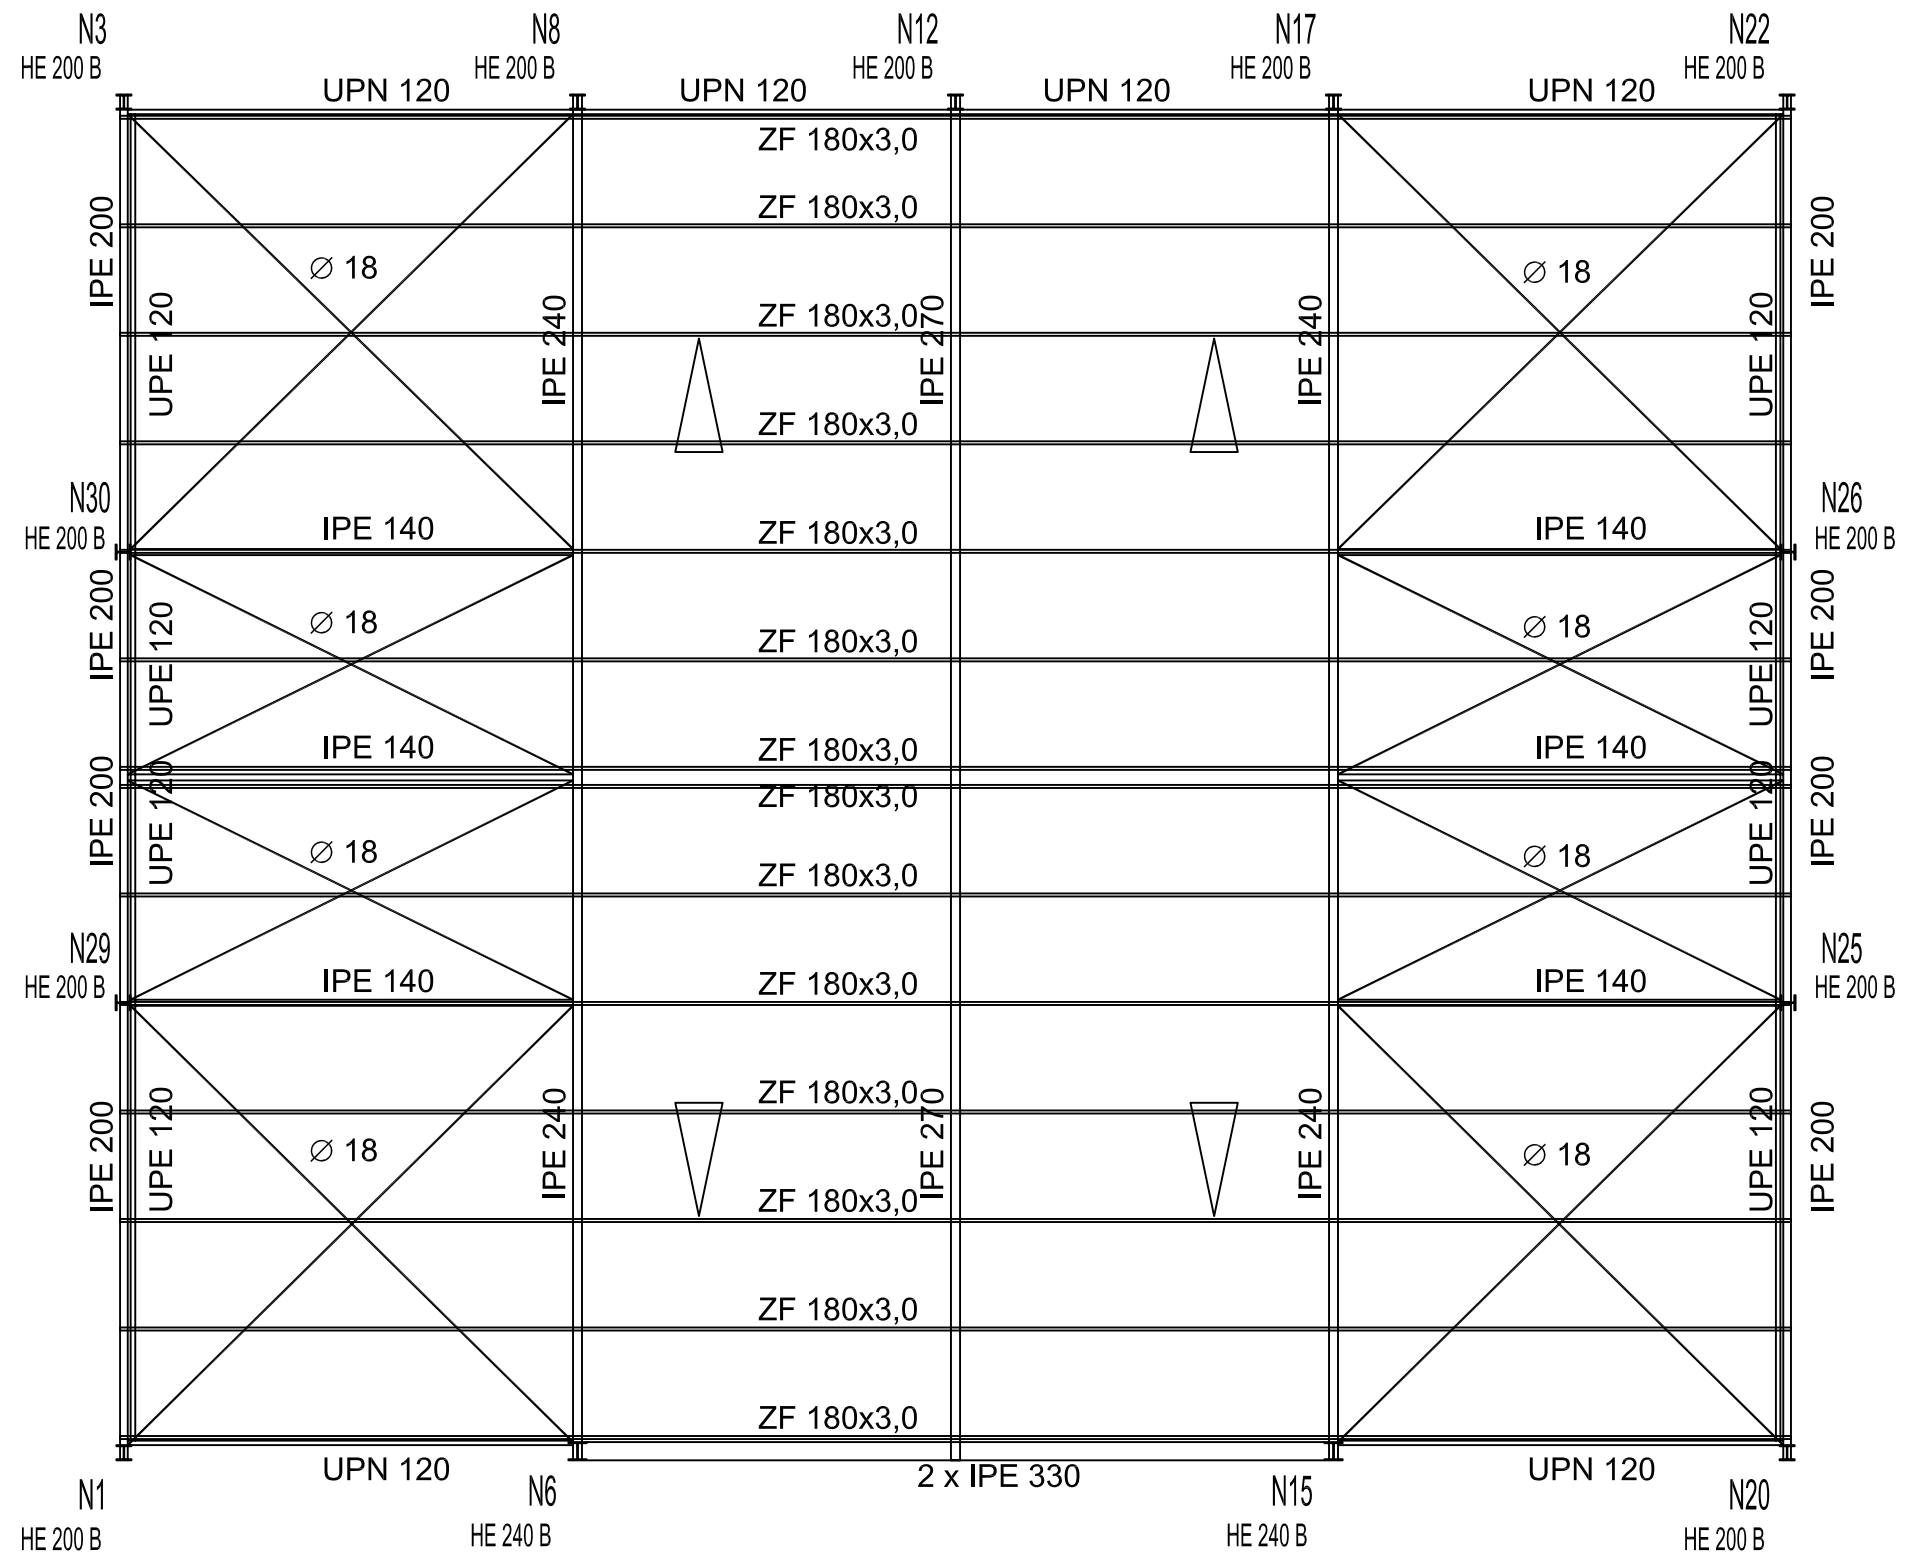 N3 N8 N12 N17 N22
HE 200 B HE 200 B HE 200 B HE 200 B HE 200 B
UPN 120 UPN 120 UPN 120 UPN 120
ZF 180x3,0
ZF 180x3,0
IPE 200 IPE 200
∅ 18 ∅ 18
ZF 180x3,0
UPE 120 IPE 240 IPE 270 IPE 240 UPE 120
ZF 180x3,0
N30 N26
HE 200 B IPE 140 ZF 180x3,0 IPE 140 HE 200 B
IPE 200 ∅ 18 ∅ 18 IPE 200
UPE 120 ZF 180x3,0 UPE 120
IPE 140 ZF 180x3,0 IPE 140
IPE 200 UPE 120 ZF 180x3,0 UPE 120 IPE 200
∅ 18 ∅ 18
ZF 180x3,0
N29 N25
HE 200 B IPE 140 ZF 180x3,0 IPE 140 HE 200 B
ZF 180x3,0
IPE 200 UPE 120 ∅ 18 IPE 240 IPE 270 IPE 240 ∅ 18 UPE 120 IPE 200
ZF 180x3,0
ZF 180x3,0
ZF 180x3,0
UPN 120 2 x IPE 330 UPN 120
N1 N6 N15 N20
HE 200 B HE 240 B HE 240 B HE 200 B